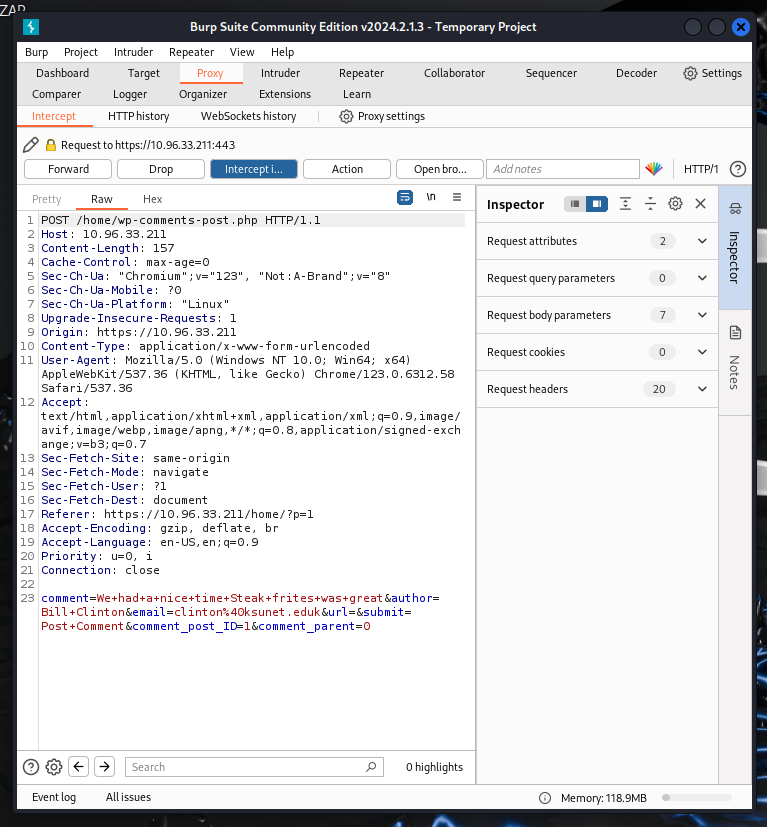 ZAP
Burp Suite Community Edition v2024.2.1.3 - Temporary Project
Burp Project Intruder Repeater View Help
Dashboard Target Proxy Intruder Repeater Collaborator Sequencer Decoder Settings
Comparer Logger Organizer Extensions Learn
Intercept HTTP history WebSockets history Proxy settings
Request to https://10.96.33.211:443
Forward Drop Intercept i... Action Open bro... Add notes HTTP/1
Pretty Raw Hex \n
1 POST /home/wp-comments-post.php HTTP/1.1
2 Host: 10.96.33.211
3 Content-Length: 157
4 Cache-Control: max-age=0
5 Sec-Ch-Ua: "Chromium";v="123", "Not:A-Brand";v="8"
6 Sec-Ch-Ua-Mobile: ?0
7 Sec-Ch-Ua-Platform: "Linux"
8 Upgrade-Insecure-Requests: 1
9 Origin: https://10.96.33.211
10 Content-Type: application/x-www-form-urlencoded
11 User-Agent: Mozilla/5.0 (Windows NT 10.0; Win64; x64)
AppleWebKit/537.36 (KHTML, like Gecko) Chrome/123.0.6312.58
Safari/537.36
12 Accept:
text/html,application/xhtml+xml,application/xml;q=0.9,image/
avif,image/webp,image/apng,*/*;q=0.8,application/signed-exch
ange;v=b3;q=0.7
13 Sec-Fetch-Site: same-origin
14 Sec-Fetch-Mode: navigate
15 Sec-Fetch-User: ?1
16 Sec-Fetch-Dest: document
17 Referer: https://10.96.33.211/home/?p=1
18 Accept-Encoding: gzip, deflate, br
19 Accept-Language: en-US,en;q=0.9
20 Priority: u=0, i
21 Connection: close
22
23 comment=We+had+a+nice+time+Steak+frites+was+great&author=
Bill+Clinton&email=clinton%40ksunet.eduk&url=&submit=
Post+Comment&comment_post_ID=1&comment_parent=0
Search 0 highlights
Inspector
Request attributes 2
Request query parameters 0
Request body parameters 7
Request cookies 0
Request headers 20
Inspector
Notes
Event log All issues Memory: 118.9MB